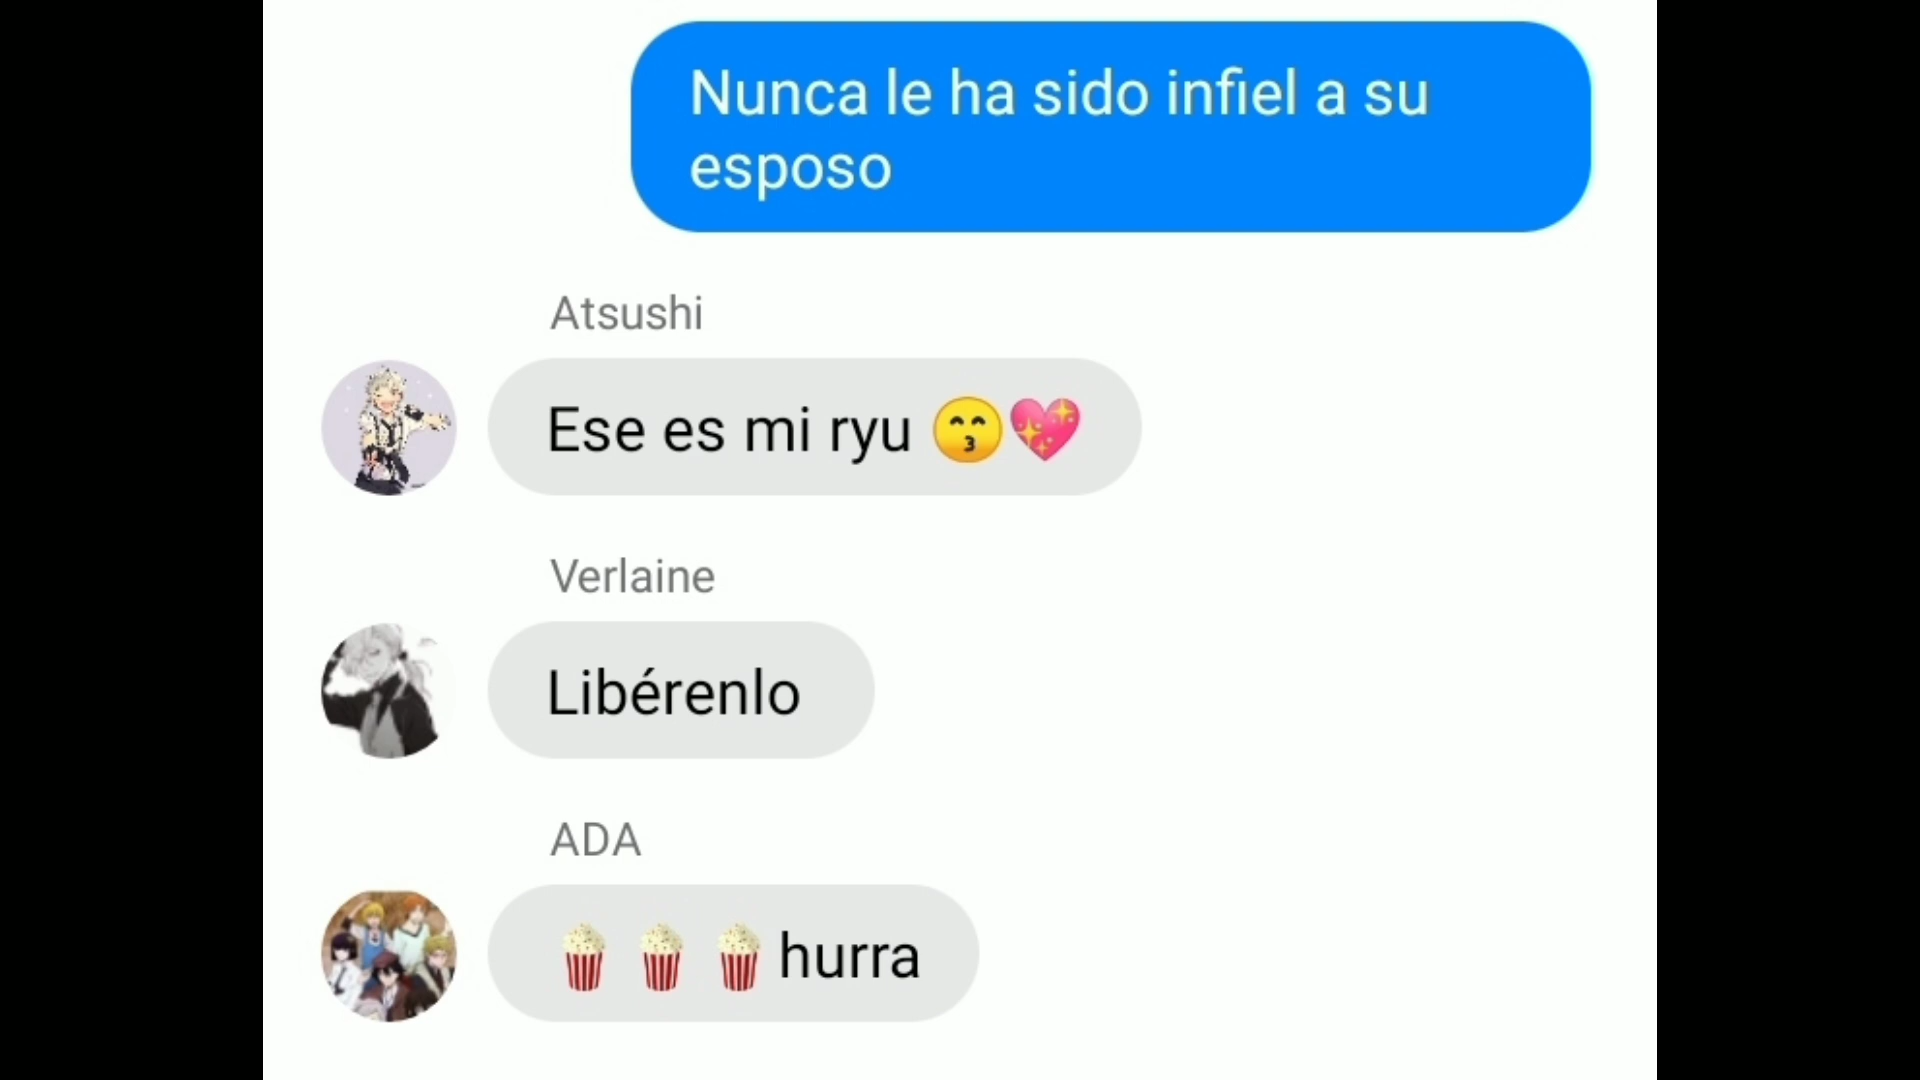 Nunca le ha sido infiel a su
esposo
Atsushi
Ese es mi ryu 😙💖
Verlaine
Libérenlo
ADA
🍿 🍿 🍿 hurra